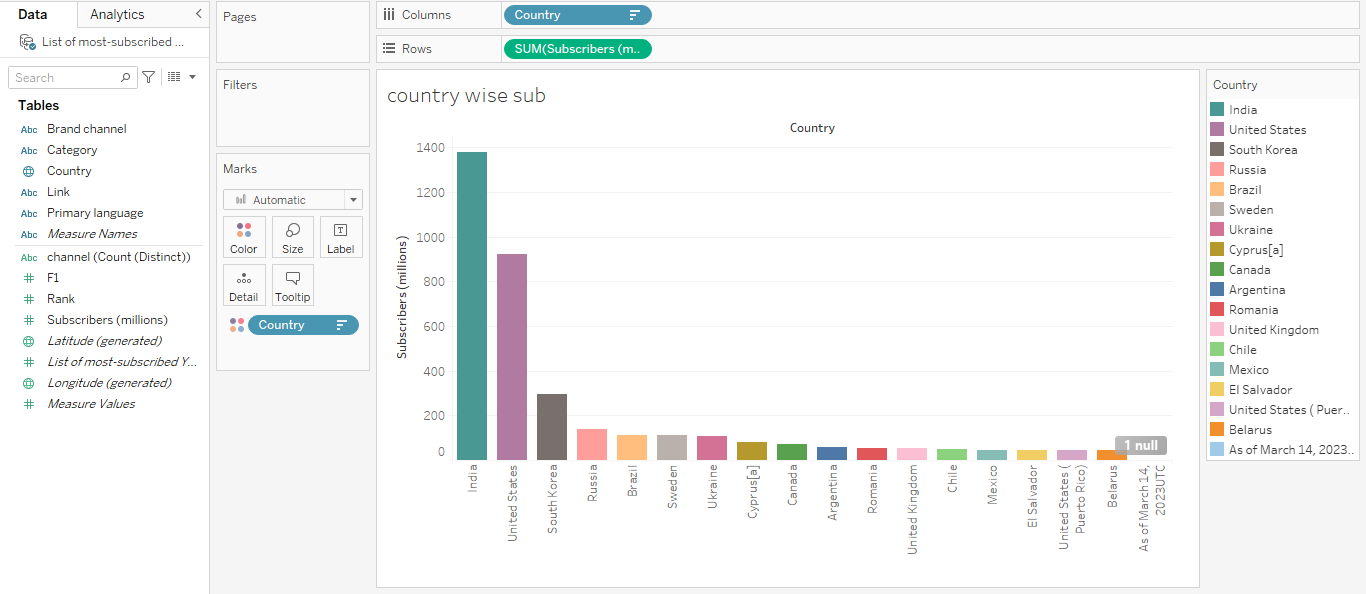 Data
Analytics
List of most-subscribed ...
Search
Tables
Abc Brand channel
Abc Category
Country
Abc Link
Abc Primary language
Abc Measure Names
Abc channel (Count (Distinct))
# F1
# Rank
# Subscribers (millions)
Latitude (generated)
# List of most-subscribed Y...
Longitude (generated)
# Measure Values
Pages
Filters
Marks
Automatic
Color
Size
Label
Detail
Tooltip
Country
Columns
Country
Rows
SUM(Subscribers (m..
country wise sub
Country
Subscribers (millions)
1400
1200
1000
800
600
400
200
0
1 null
India
United States
South Korea
Russia
Brazil
Sweden
Ukraine
Cyprus[a]
Canada
Argentina
Romania
United Kingdom
Chile
Mexico
El Salvador
United States (
Puerto Rico)
Belarus
As of March 14,
2023UTC
Country
India
United States
South Korea
Russia
Brazil
Sweden
Ukraine
Cyprus[a]
Canada
Argentina
Romania
United Kingdom
Chile
Mexico
El Salvador
United States ( Puer..
Belarus
As of March 14, 2023..